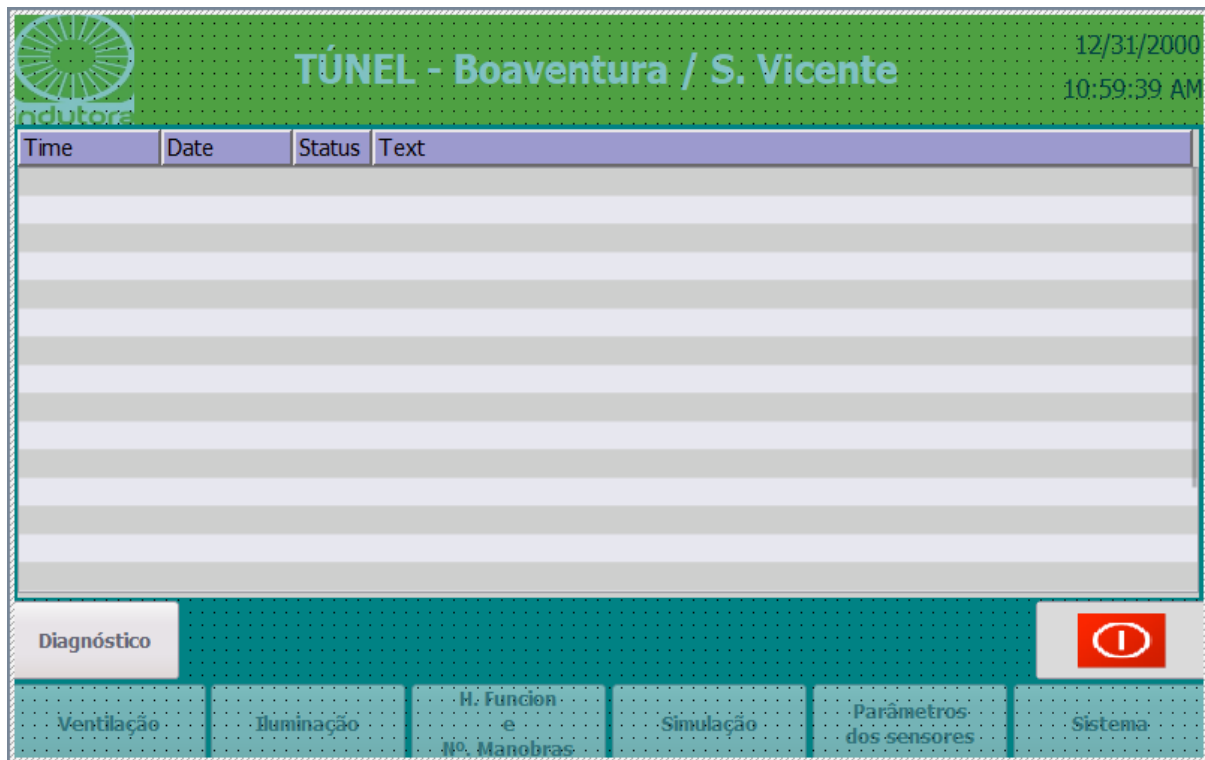 TÚNEL - Boaventura / S. Vicente
12/31/2000
10:59:39 AM
ndutora
Time Date Status Text
Diagnóstico
Ventilação Iluminação H. Funcion
e
Nº. Manobras
Simulação Parâmetros
dos sensores
Sistema